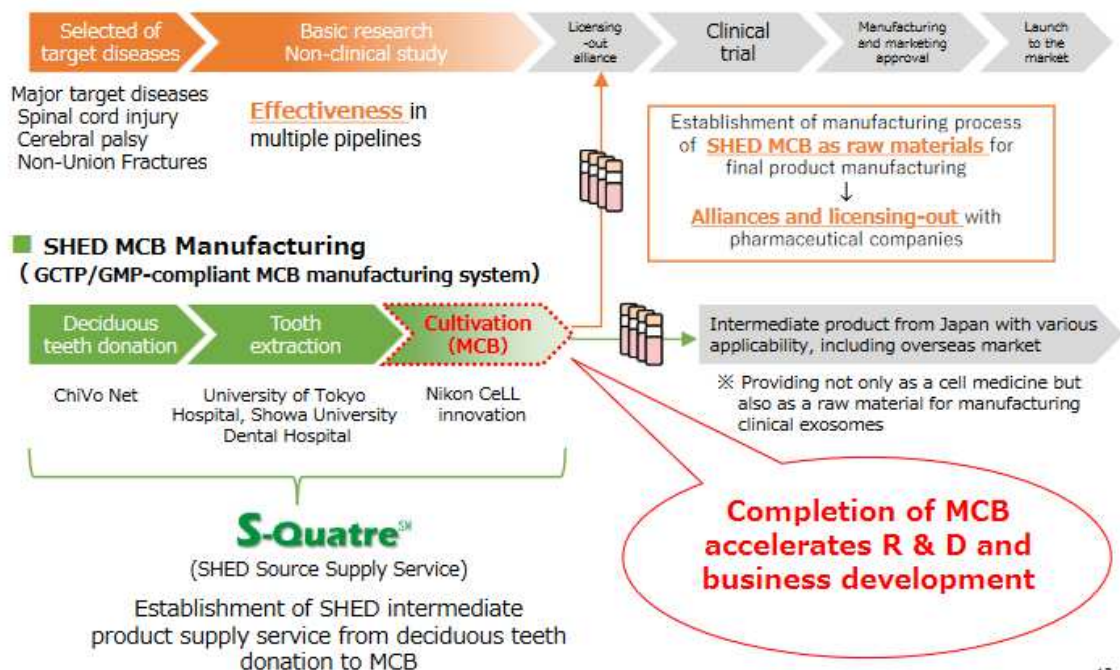 Selected of
target diseases
Basic research
Non-clinical study
Licensing
-out
alliance
Clinical
trial
Manufacturing
and marketing
approval
Launch
to the
market
Major target diseases
Spinal cord injury
Cerebral palsy
Non-Union Fractures
Effectiveness in
multiple pipelines
Establishment of manufacturing process
of SHED MCB as raw materials for
final product manufacturing
↓
Alliances and licensing-out with
pharmaceutical companies
■ SHED MCB Manufacturing
( GCTP/GMP-compliant MCB manufacturing system)
Deciduous
teeth donation
Tooth
extraction
Cultivation
(MCB)
Intermediate product from Japan with various
applicability, including overseas market
ChiVo Net
University of Tokyo
Hospital, Showa University
Dental Hospital
Nikon CeLL
innovation
※ Providing not only as a cell medicine but
also as a raw material for manufacturing
clinical exosomes
S-Quatre℠
(SHED Source Supply Service)
Establishment of SHED intermediate
product supply service from deciduous teeth
donation to MCB
Completion of MCB
accelerates R & D and
business development